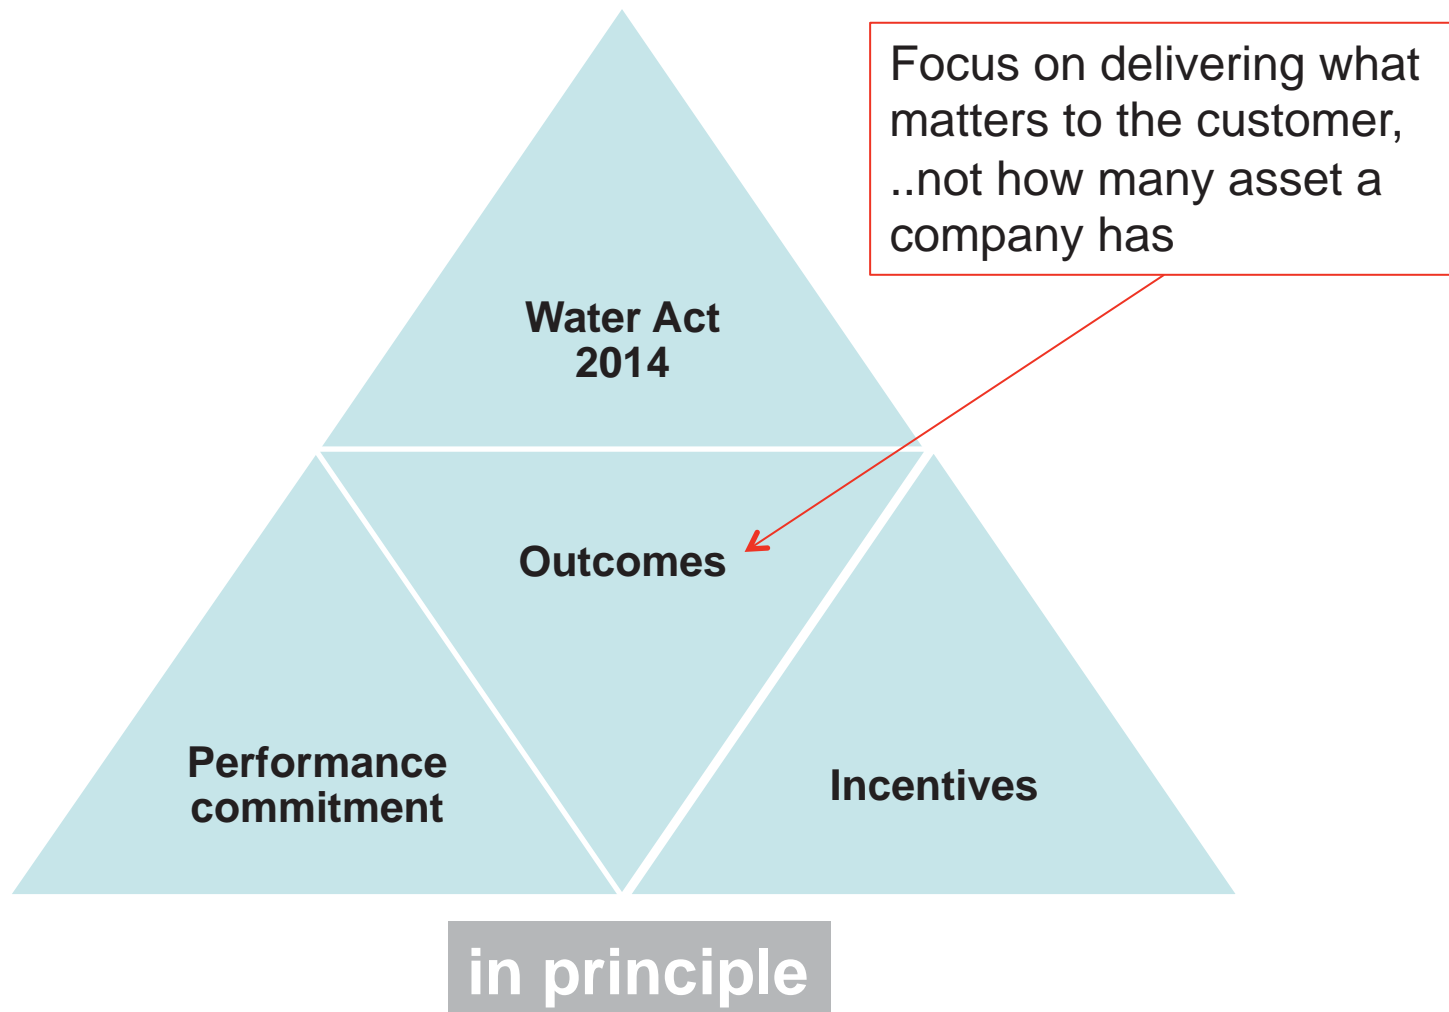 Focus on delivering what
matters to the customer,
..not how many asset a
company has
Water Act
2014
Outcomes
Performance
commitment
Incentives
in principle